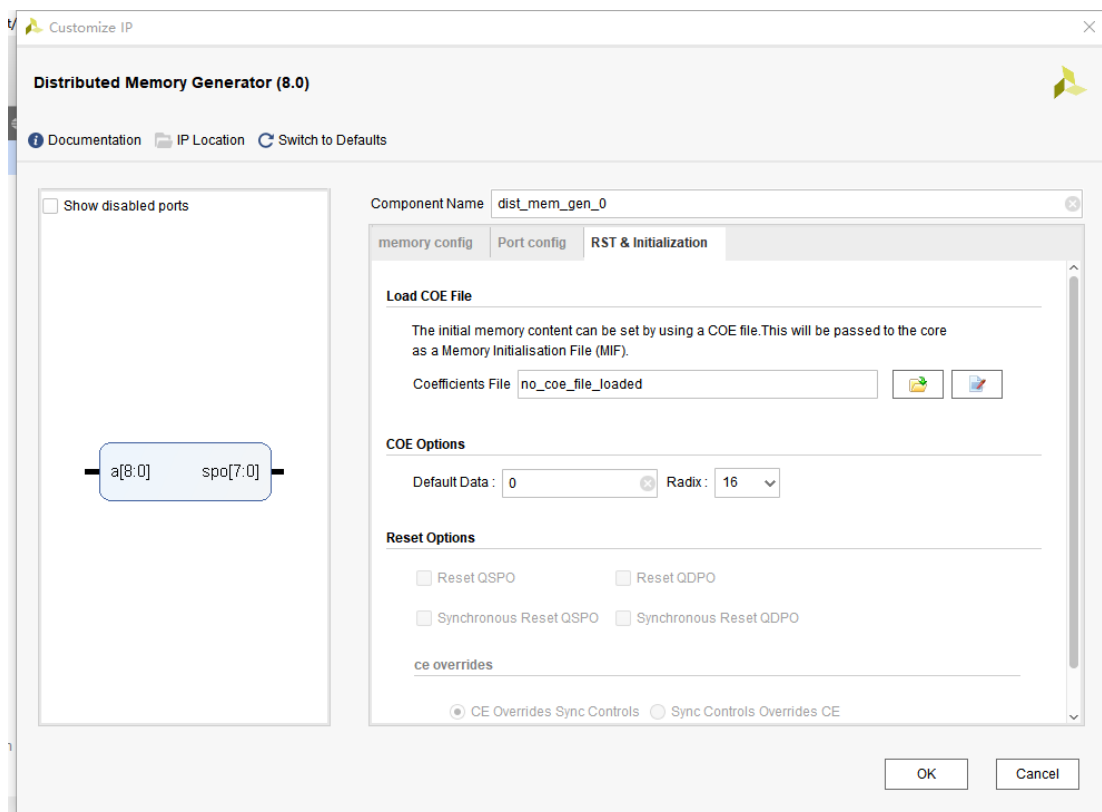 t/
Customize IP
Distributed Memory Generator (8.0)
Documentation IP Location Switch to Defaults
Show disabled ports
a[8:0] spo[7:0]
Component Name dist_mem_gen_0
memory config Port config RST & Initialization
Load COE File
The initial memory content can be set by using a COE file.This will be passed to the core
as a Memory Initialisation File (MIF).
Coefficients File no_coe_file_loaded
COE Options
Default Data : 0 Radix : 16
Reset Options
Reset QSPO Reset QDPO
Synchronous Reset QSPO Synchronous Reset QDPO
ce overrides
CE Overrides Sync Controls Sync Controls Overrides CE
OK Cancel